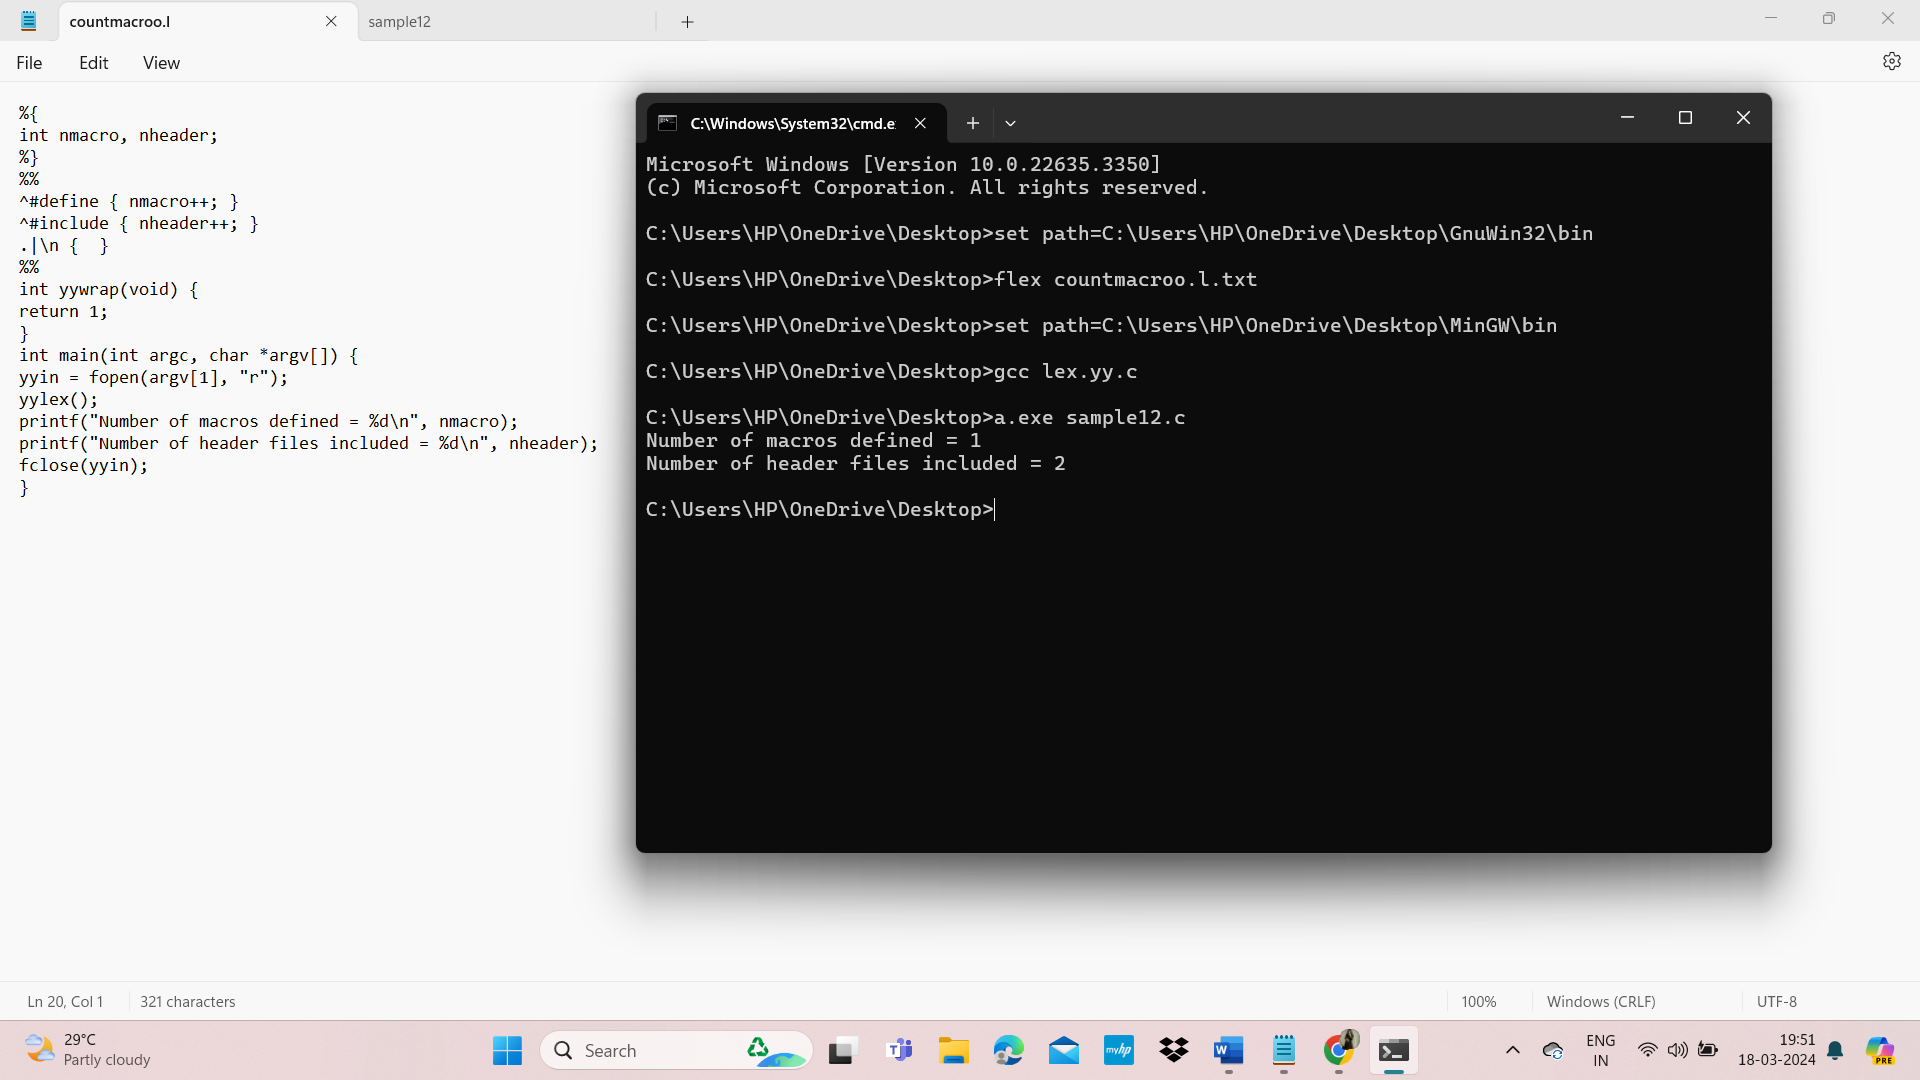 countmacroo.l
sample12
File Edit View
%{
int nmacro, nheader;
%}
%%
^#define { nmacro++; }
^#include { nheader++; }
.|\n {  }
%%
int yywrap(void) {
return 1;
}
int main(int argc, char *argv[]) {
yyin = fopen(argv[1], "r");
yylex();
printf("Number of macros defined = %d\n", nmacro);
printf("Number of header files included = %d\n", nheader);
fclose(yyin);
}
C:\Windows\System32\cmd.e
Microsoft Windows [Version 10.0.22635.3350]
(c) Microsoft Corporation. All rights reserved.
C:\Users\HP\OneDrive\Desktop>set path=C:\Users\HP\OneDrive\Desktop\GnuWin32\bin
C:\Users\HP\OneDrive\Desktop>flex countmacroo.l.txt
C:\Users\HP\OneDrive\Desktop>set path=C:\Users\HP\OneDrive\Desktop\MinGW\bin
C:\Users\HP\OneDrive\Desktop>gcc lex.yy.c
C:\Users\HP\OneDrive\Desktop>a.exe sample12.c
Number of macros defined = 1
Number of header files included = 2
C:\Users\HP\OneDrive\Desktop>
Ln 20, Col 1
321 characters
100%
Windows (CRLF)
UTF-8
29°C
Partly cloudy
Search
myhp
ENG
IN
19:51
18-03-2024
PRE